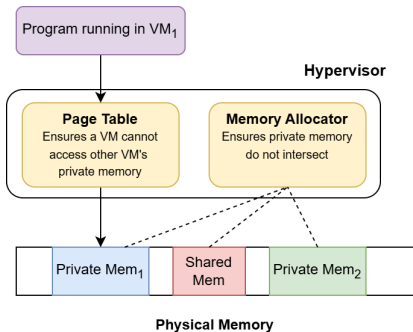 Program running in VM1
Hypervisor
Page Table
Ensures a VM cannot
access other VM's
private memory
Memory Allocator
Ensures private memory
do not intersect
Private Mem1
Shared
Mem
Private Mem2
Physical Memory